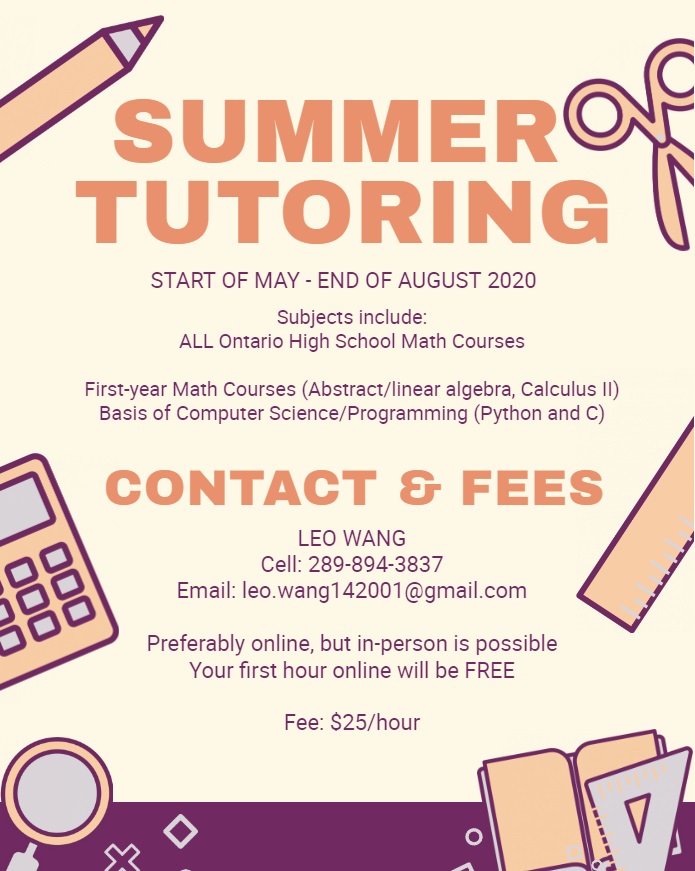 SUMMER
TUTORING
START OF MAY - END OF AUGUST 2020
Subjects include:
ALL Ontario High School Math Courses
First-year Math Courses (Abstract/linear algebra, Calculus II)
Basis of Computer Science/Programming (Python and C)
CONTACT & FEES
LEO WANG
Cell: 289-894-3837
Email: leo.wang142001@gmail.com
Preferably online, but in-person is possible
Your first hour online will be FREE
Fee: $25/hour